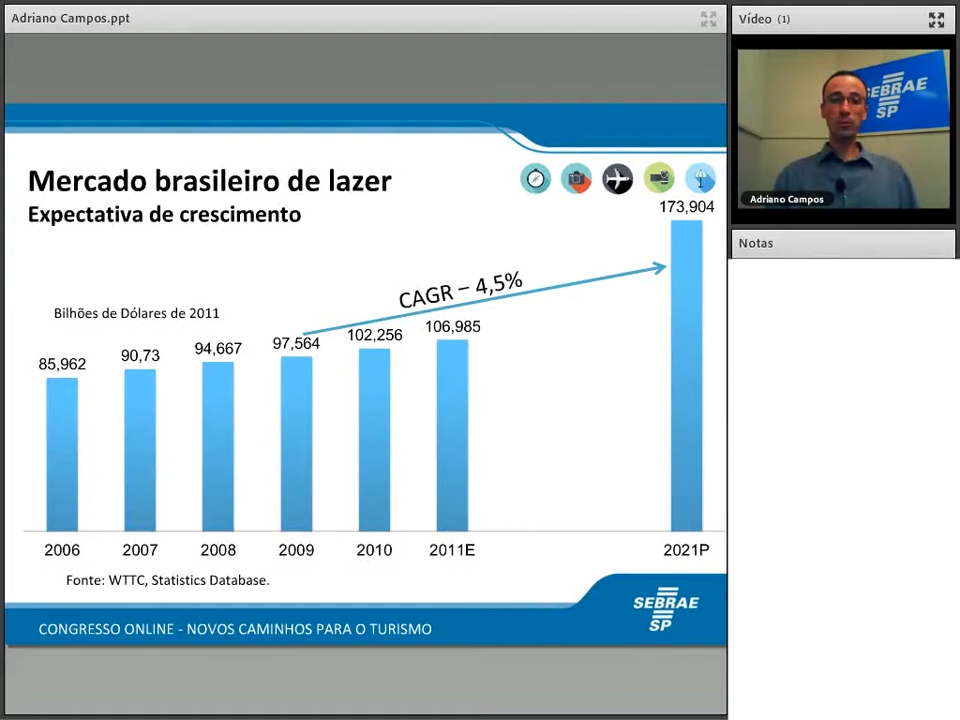 Adriano Campos.ppt
Vídeo (1)
SEBRAE
SP
Adriano Campos
Notas
Mercado brasileiro de lazer
Expectativa de crescimento
Bilhões de Dólares de 2011
CAGR – 4,5%
85,962
90,73
94,667
97,564
102,256
106,985
173,904
2006
2007
2008
2009
2010
2011E
2021P
Fonte: WTTC, Statistics Database.
CONGRESSO ONLINE - NOVOS CAMINHOS PARA O TURISMO
SEBRAE
SP